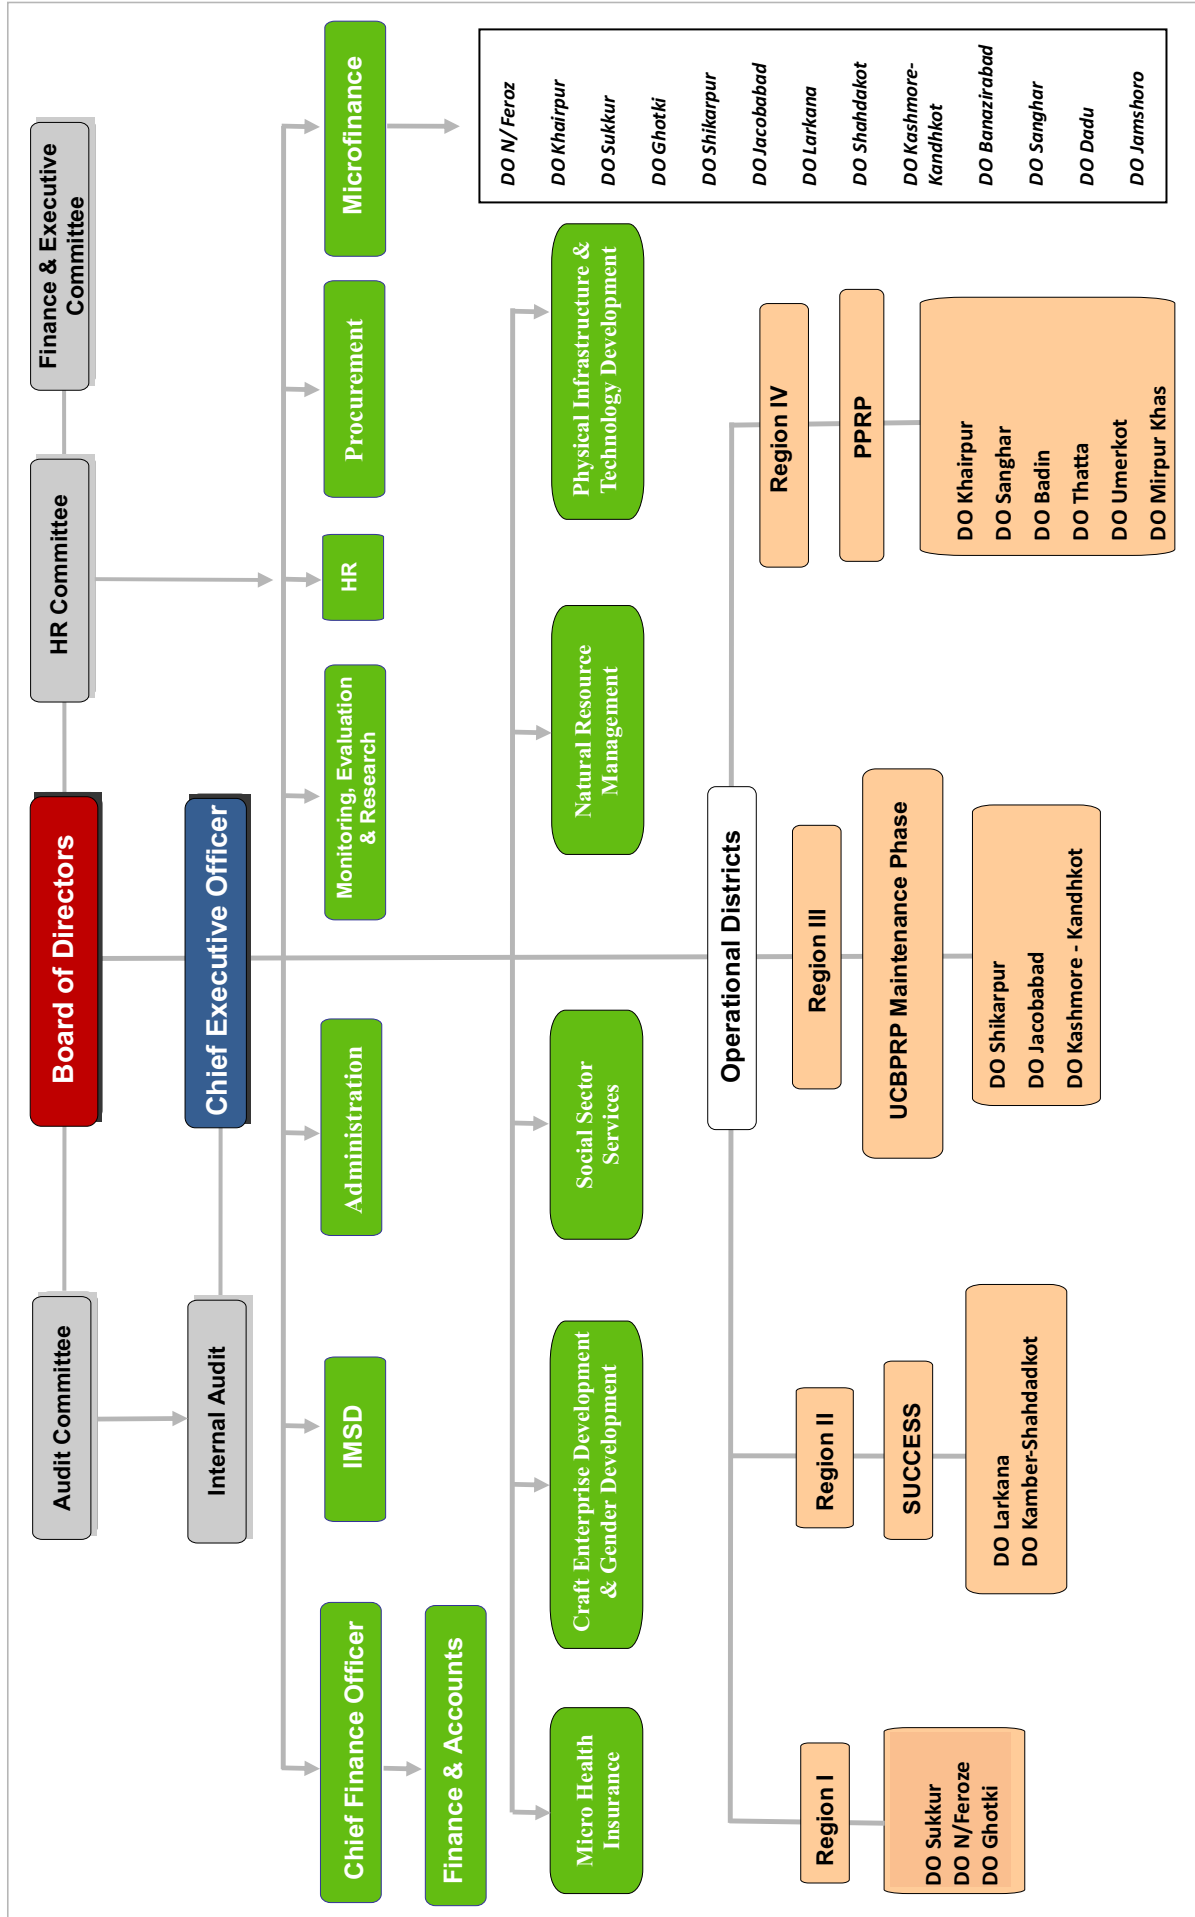 Audit Committee
Board of Directors
HR Committee
Finance & Executive
Committee
Internal Audit
Chief Executive Officer
Chief Finance Officer
IMSD
Administration
Monitoring, Evaluation
& Research
HR
Procurement
Microfinance
Finance & Accounts
DO N/Feroz
DO Khairpur
DO Sukkur
DO Ghotki
DO Shikarpur
DO Jacobabad
DO Larkana
DO Shahdakot
DO Kashmore-
Kandhkot
DO Banazirabad
DO Sanghar
DO Dadu
DO Jamshoro
Micro Health
Insurance
Craft Enterprise Development
& Gender Development
Social Sector
Services
Natural Resource
Management
Physical Infrastructure &
Technology Development
Operational Districts
Region I
DO Sukkur
DO N/Feroze
DO Ghotki
Region II
SUCCESS
DO Larkana
DO Kamber-Shahdadkot
Region III
UCBPRP Maintenance Phase
DO Shikarpur
DO Jacobabad
DO Kashmore - Kandhkot
Region IV
PPRP
DO Khairpur
DO Sanghar
DO Badin
DO Thatta
DO Umerkot
DO Mirpur Khas